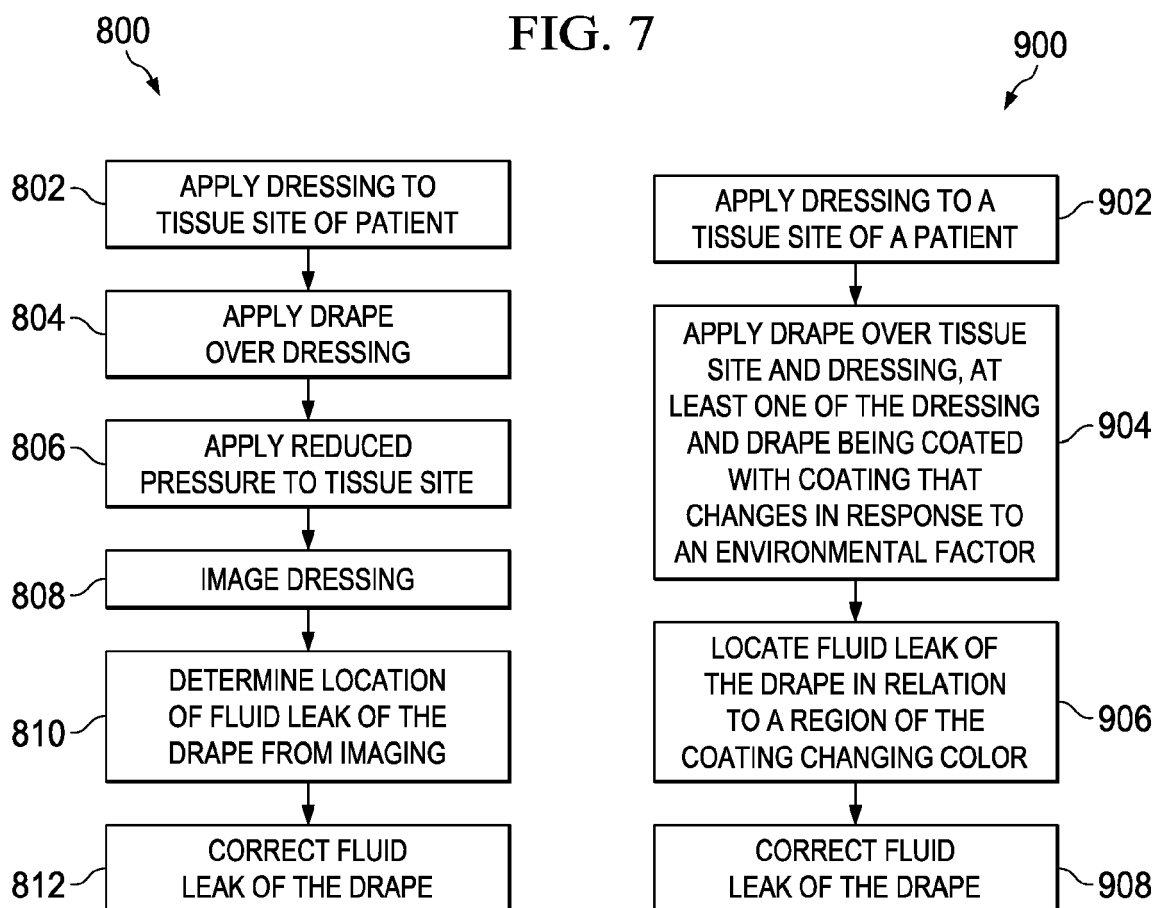 FIG. 7
800
802
APPLY DRESSING TO
TISSUE SITE OF PATIENT
804
APPLY DRAPE
OVER DRESSING
806
APPLY REDUCED
PRESSURE TO TISSUE SITE
808
IMAGE DRESSING
810
DETERMINE LOCATION
OF FLUID LEAK OF THE
DRAPE FROM IMAGING
812
CORRECT FLUID
LEAK OF THE DRAPE
900
APPLY DRESSING TO A
TISSUE SITE OF A PATIENT
902
APPLY DRAPE OVER TISSUE
SITE AND DRESSING, AT
LEAST ONE OF THE DRESSING
AND DRAPE BEING COATED
WITH COATING THAT
CHANGES IN RESPONSE TO
AN ENVIRONMENTAL FACTOR
904
LOCATE FLUID LEAK OF
THE DRAPE IN RELATION
TO A REGION OF THE
COATING CHANGING COLOR
906
CORRECT FLUID
LEAK OF THE DRAPE
908